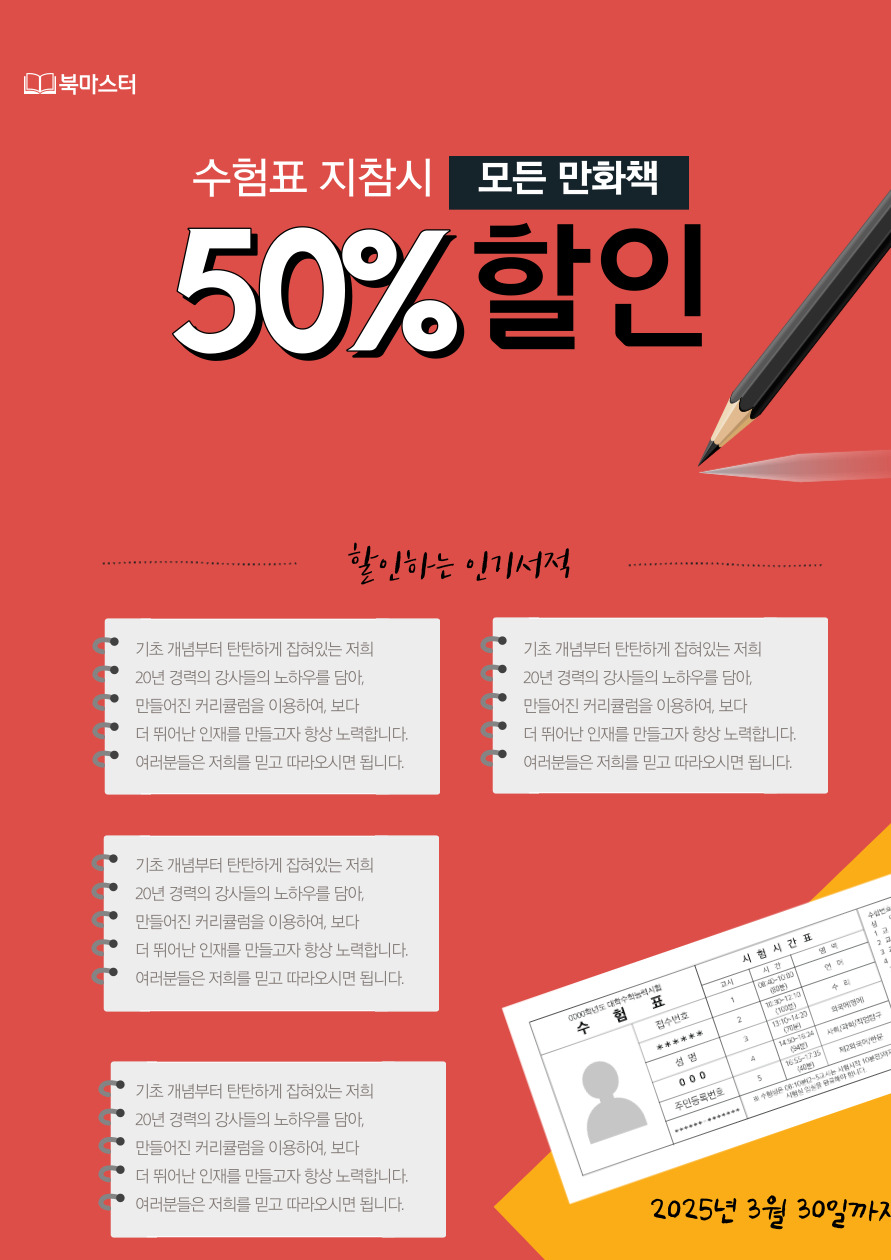 북마스터
수험표 지참시 모든 만화책
50% 할인
할인하는 인기서적
기초 개념부터 탄탄하게 잡혀있는 저희
20년 경력의 강사들의 노하우를 담아,
만들어진 커리큘럼을 이용하여, 보다
더 뛰어난 인재를 만들고자 항상 노력합니다.
여러분들은 저희를 믿고 따라오시면 됩니다.
기초 개념부터 탄탄하게 잡혀있는 저희
20년 경력의 강사들의 노하우를 담아,
만들어진 커리큘럼을 이용하여, 보다
더 뛰어난 인재를 만들고자 항상 노력합니다.
여러분들은 저희를 믿고 따라오시면 됩니다.
기초 개념부터 탄탄하게 잡혀있는 저희
20년 경력의 강사들의 노하우를 담아,
만들어진 커리큘럼을 이용하여, 보다
더 뛰어난 인재를 만들고자 항상 노력합니다.
여러분들은 저희를 믿고 따라오시면 됩니다.
기초 개념부터 탄탄하게 잡혀있는 저희
20년 경력의 강사들의 노하우를 담아,
만들어진 커리큘럼을 이용하여, 보다
더 뛰어난 인재를 만들고자 항상 노력합니다.
여러분들은 저희를 믿고 따라오시면 됩니다.
0000학년도 대학수학능력시험
수 험 표
접수번호
******
성 명
0 0 0
주민등록번호
****** *******
시 험 시 간 표
교시 시 간 영 역
1 08:40~10:00 (80분) 언 어
2 10:30~12:10 (100분) 수 리
3 13:10~14:20 (70분) 외국어(영어)
4 14:50~16:24 (94분) 사회/과학/직업탐구
5 16:55~17:35 (40분) 제2외국어/한문
수험번호
성
1 교
2 교
3
4
2025년 3월 30일까지